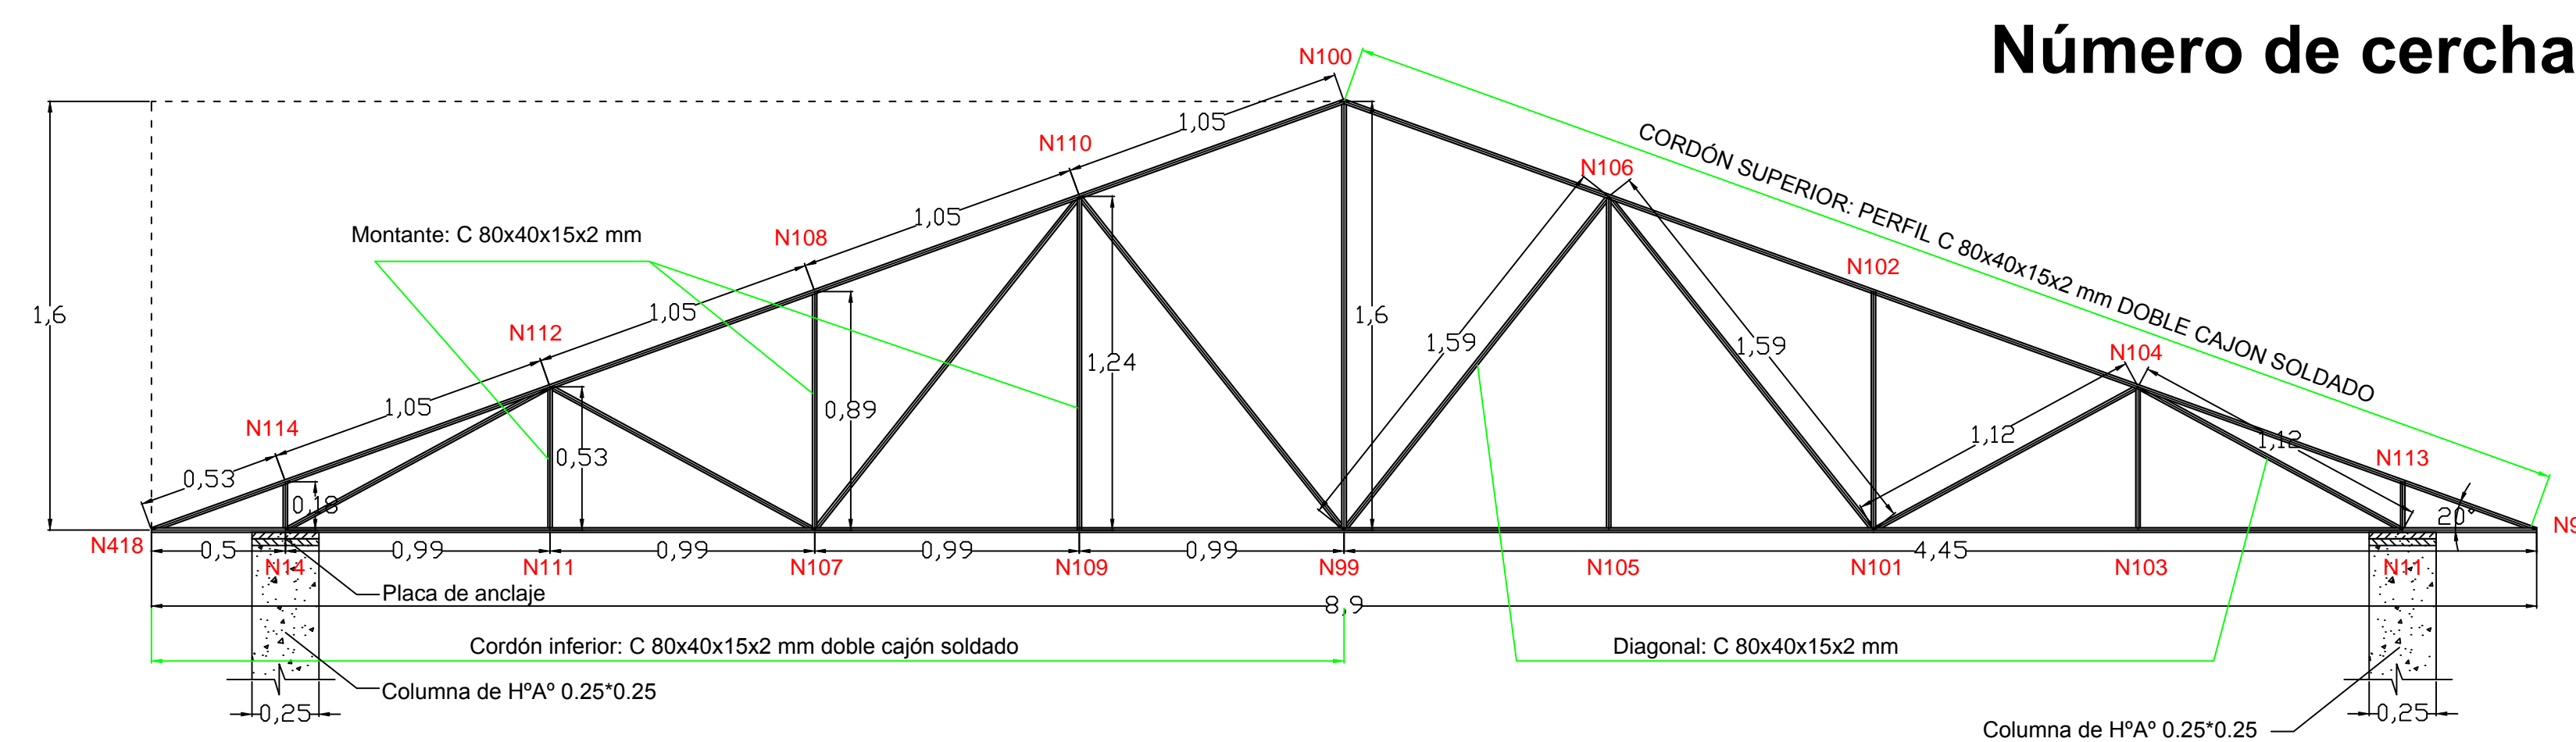 Número de cercha
N100
1,05
N110
1,05
N108
1,05
N112
1,05
N114
0,53
1,6
Montante: C 80x40x15x2 mm
0,18
0,53
0,89
1,24
1,6
1,59
N106
1,59
CORDÓN SUPERIOR: PERFIL C 80x40x15x2 mm DOBLE CAJON SOLDADO
N102
N104
1,12
1,12
N113
20°
N418
0,5
0,99
0,99
0,99
0,99
4,45
N14
N111
N107
N109
N99
N105
N101
N103
N11
Placa de anclaje
8,9
Cordón inferior: C 80x40x15x2 mm doble cajón soldado
Diagonal: C 80x40x15x2 mm
Columna de HºAº 0.25*0.25
0,25
Columna de HºAº 0.25*0.25
0,25